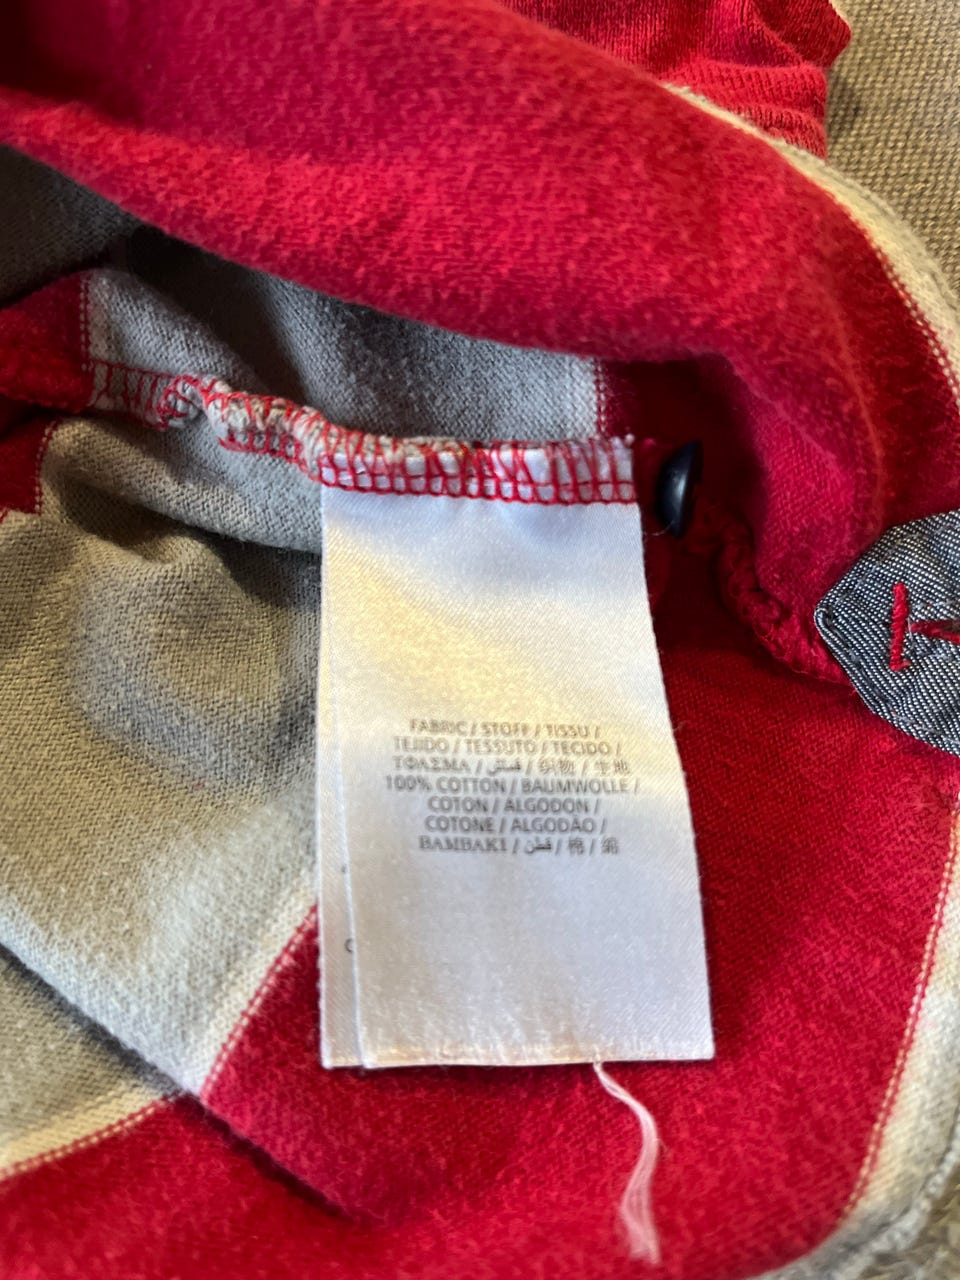 FABRIC / STOFF / TISSU /
TEJIDO / TESSUTO / TECIDO /
ΤΦΑΣΜΑ / قماش / 织物 / 生地
100% COTTON / BAUMWOLLE /
COTON / ALGODON /
COTONE / ALGODÃO /
ΒΑΜΒΑΚΙ / قطن / 棉 / 綿